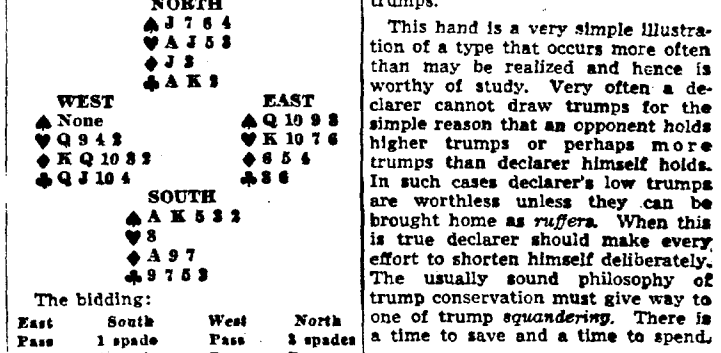 NORTH
♠ J 7 6 4
♥ A J 5 3
♦ J 3
♣ A K 2
WEST
♠ None
♥ Q 9 4 2
♦ K Q 10 8 2
♣ Q J 10 4
EAST
♠ Q 10 9 8
♥ K 10 7 6
♦ 6 5 4
♣ 8 6
SOUTH
♠ A K 5 3 2
♥ 8
♦ A 9 7
♣ 9 7 5 3
The bidding:
East South West North
Pass 1 spade Pass 3 spades
trumps.
This hand is a very simple illustra-
tion of a type that occurs more often
than may be realized and hence is
worthy of study. Very often a de-
clarer cannot draw trumps for the
simple reason that an opponent holds
higher trumps or perhaps more
trumps than declarer himself holds.
In such cases declarer's low trumps
are worthless unless they can be
brought home as ruffers. When this
is true declarer should make every
effort to shorten himself deliberately.
The usually sound philosophy of
trump conservation must give way to
one of trump squandering. There is
a time to save and a time to spend.